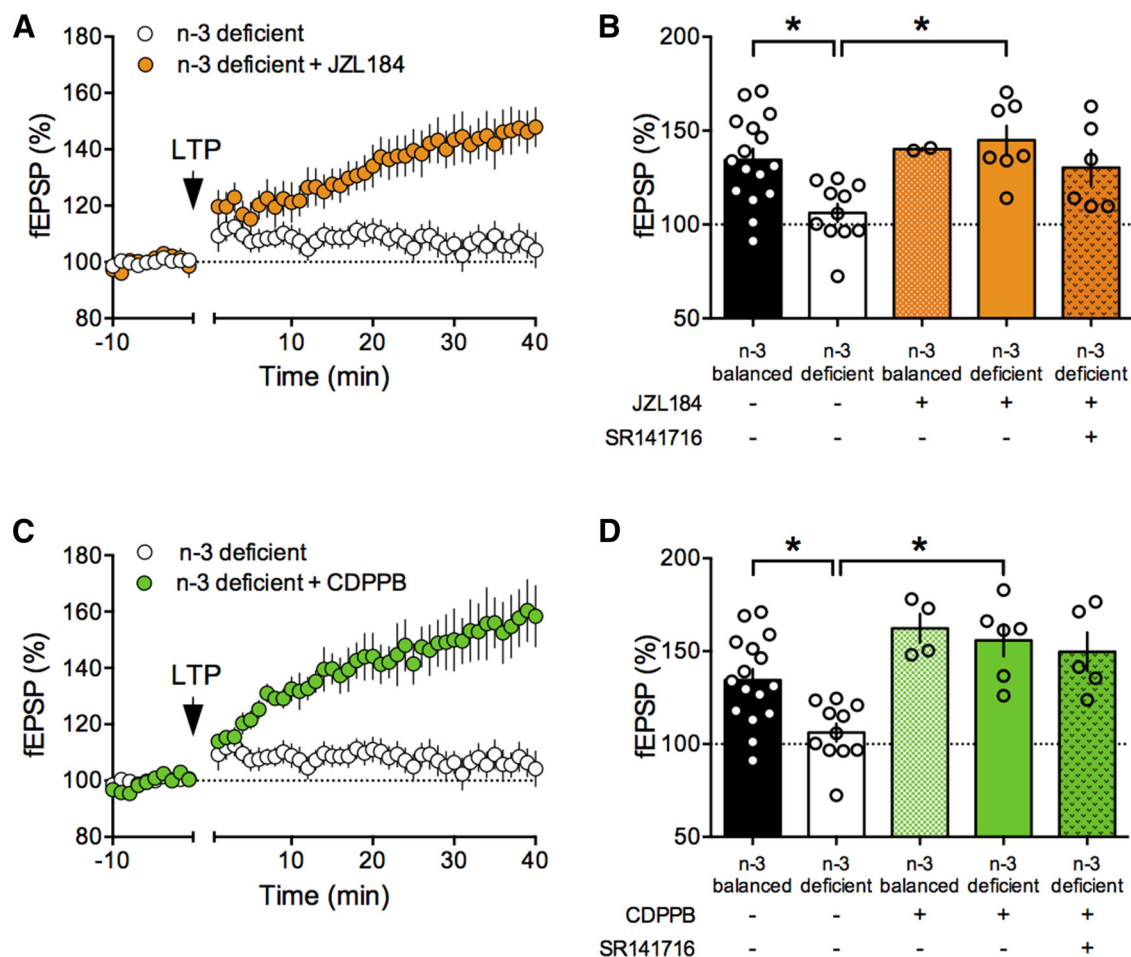 A
n-3 deficient
n-3 deficient + JZL184
180
160
140
120
100
80
fEPSP (%)
LTP
-10
10
20
30
40
Time (min)
B
* *
200
150
100
50
fEPSP (%)
n-3 balanced
n-3 deficient
n-3 balanced
n-3 deficient
n-3 deficient
JZL184 - - + + +
SR141716 - - - - +
C
n-3 deficient
n-3 deficient + CDPPB
180
160
140
120
100
80
fEPSP (%)
LTP
-10
10
20
30
40
Time (min)
D
* *
200
150
100
50
fEPSP (%)
n-3 balanced
n-3 deficient
n-3 balanced
n-3 deficient
n-3 deficient
CDPPB - - + + +
SR141716 - - - - +